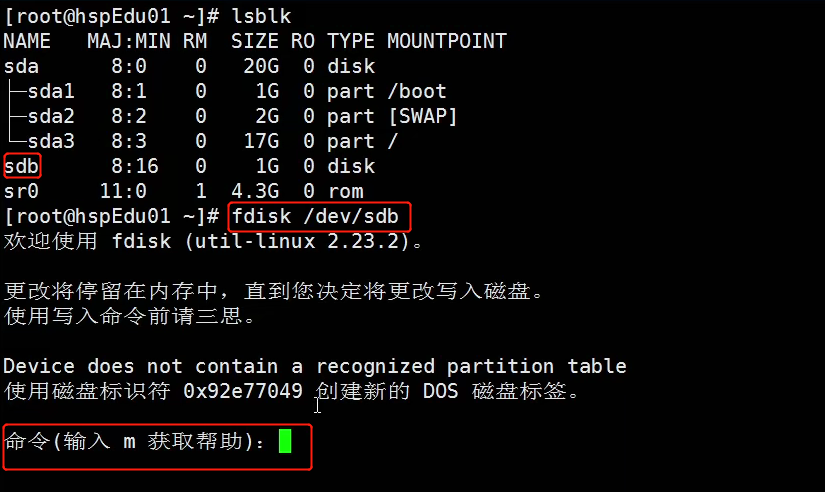 [root@hspEdu01 ~]# lsblk
NAME   MAJ:MIN RM  SIZE RO TYPE MOUNTPOINT
sda      8:0    0   20G  0 disk
├─sda1   8:1    0    1G  0 part /boot
├─sda2   8:2    0    2G  0 part [SWAP]
└─sda3   8:3    0   17G  0 part /
sdb      8:16   0    1G  0 disk
sr0     11:0    1  4.3G  0 rom
[root@hspEdu01 ~]# fdisk /dev/sdb
欢迎使用 fdisk (util-linux 2.23.2)。
更改将停留在内存中，直到您决定将更改写入磁盘。
使用写入命令前请三思。
Device does not contain a recognized partition table
使用磁盘标识符 0x92e77049 创建新的 DOS 磁盘标签。
命令(输入 m 获取帮助)：